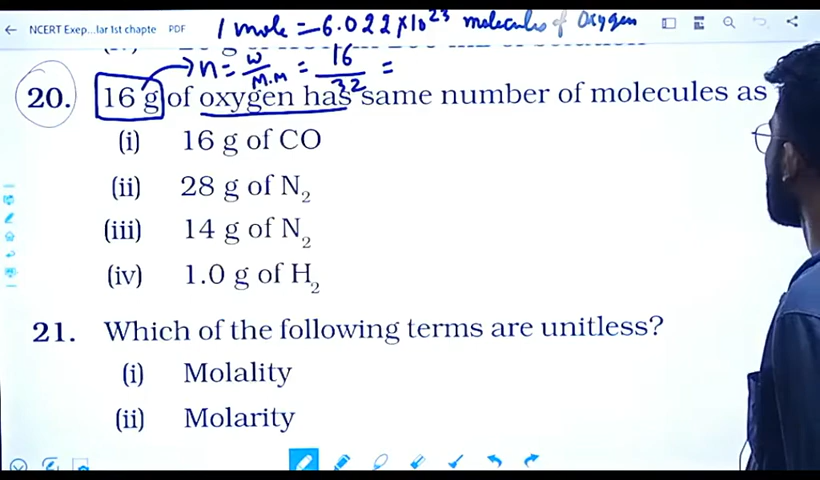 ← NCERT Exep...lar 1st chapte PDF
1 mole = 6.022×10²³ molecules of Oxygen
→ n = w/M.M = 16/32 =
20. 16 g of oxygen has same number of molecules as
(i) 16 g of CO
(ii) 28 g of N₂
(iii) 14 g of N₂
(iv) 1.0 g of H₂
21. Which of the following terms are unitless?
(i) Molality
(ii) Molarity